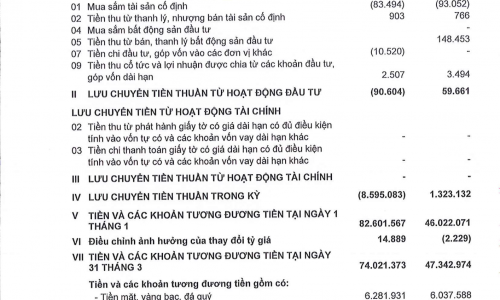 01 Mua sắm tài sản cố định (83.494) (93.052)
02 Tiền thu từ thanh lý, nhượng bán tài sản cố định 903 766
04 Mua sắm bất động sản đầu tư - -
05 Tiền thu từ bán, thanh lý bất động sản đầu tư - 148.453
07 Tiền chi đầu tư, góp vốn vào các đơn vị khác (10.520) -
09 Tiền thu cổ tức và lợi nhuận được chia từ các khoản đầu tư,
góp vốn dài hạn 2.507 3.494
II LƯU CHUYỂN TIỀN THUẦN TỪ HOẠT ĐỘNG ĐẦU TƯ (90.604) 59.661
LƯU CHUYỂN TIỀN TỪ HOẠT ĐỘNG TÀI CHÍNH
02 Tiền thu từ phát hành giấy tờ có giá dài hạn có đủ điều kiện
tính vào vốn tự có và các khoản vốn vay dài hạn khác - -
03 Tiền chi thanh toán giấy tờ có giá dài hạn có đủ điều kiện
tính vào vốn tự có và các khoản vốn vay dài hạn khác - -
III LƯU CHUYỂN TIỀN THUẦN TỪ HOẠT ĐỘNG TÀI CHÍNH - -
IV LƯU CHUYỂN TIỀN THUẦN TRONG KỲ (8.595.083) 1.323.132
V TIỀN VÀ CÁC KHOẢN TƯƠNG ĐƯƠNG TIỀN TẠI NGÀY 1
THÁNG 1 82.601.567 46.022.071
VI Điều chỉnh ảnh hưởng của thay đổi tỷ giá 14.889 (2.229)
VII TIỀN VÀ CÁC KHOẢN TƯƠNG ĐƯƠNG TIỀN TẠI NGÀY
31 THÁNG 3 74.021.373 47.342.974
Tiền và các khoản tương đương tiền gồm có:
- Tiền mặt, vàng bạc, đá quý 6.281.931 6.037.588